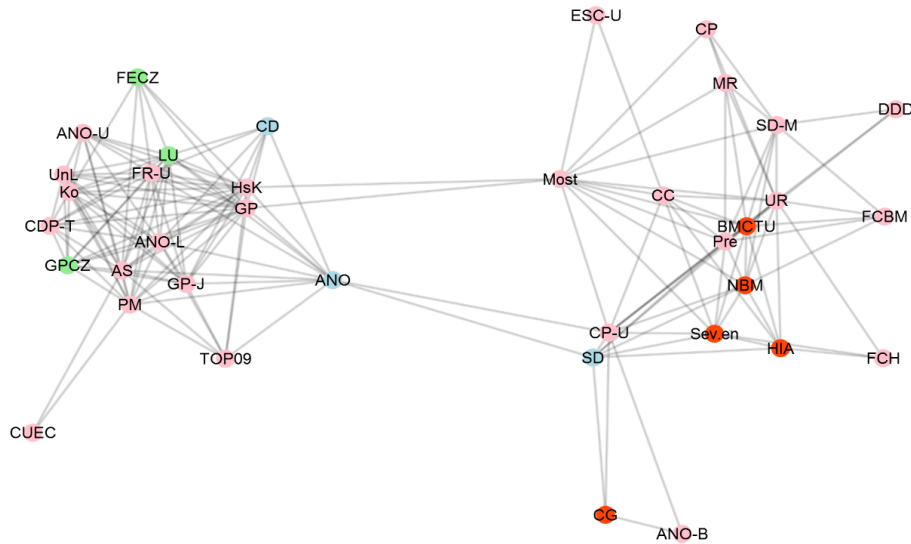 ESC-U
CP
FECZ
MR
DDD
CD
SD-M
ANO-U
LU
UnL
FR-U
Most
Ko
HsK
CC
UR
GP
FCBM
CDP-T
BMCTU
ANO-L
Pre
GPCZ
AS
GP-J
ANO
NBM
PM
CP-U
Sev.en
HIA
TOP09
SD
FCH
CUEC
CG
ANO-B